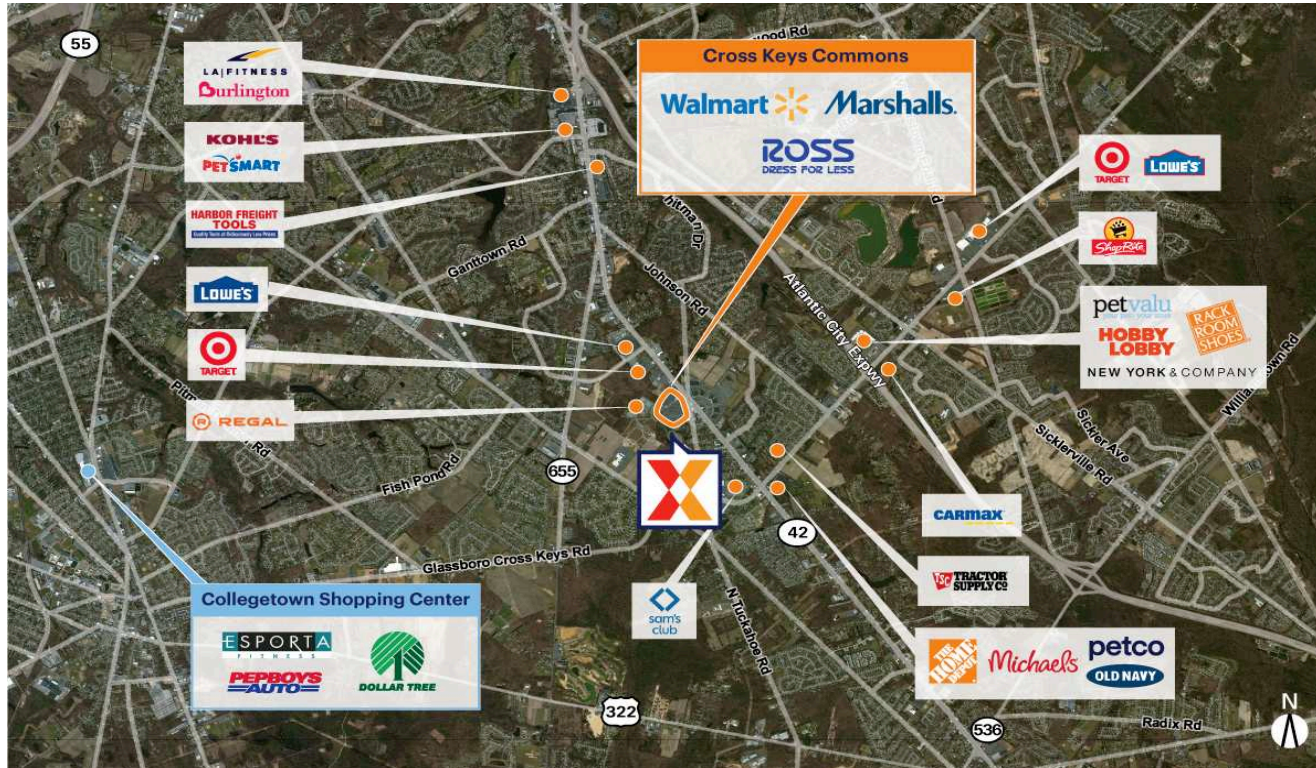 55
LA|FITNESS
Burlington
KOHL'S
PETSMART
HARBOR FREIGHT
TOOLS
LOWE'S
TARGET
R REGAL
Cross Keys Commons
Walmart Marshalls.
ROSS
DRESS FOR LESS
TARGET LOWE'S
ShopRite
petvalu
HOBBY
LOBBY
RACK
ROOM
SHOES
NEW YORK & COMPANY
CARMAX
TSC TRACTOR
SUPPLY CO
THE
HOME
DEPOT
Michaels
petco
OLD NAVY
sam's
club
Collegetown Shopping Center
ESPORTA
FITNESS
PEPBOYS
AUTO
DOLLAR TREE
Ganttown Rd
Johnson Rd
Atlantic City Expwy
Fish Pond Rd
Glassboro Cross Keys Rd
N Tuckahoe Rd
Sickler Ave
Sicklerville Rd
Radix Rd
655
42
322
536
N